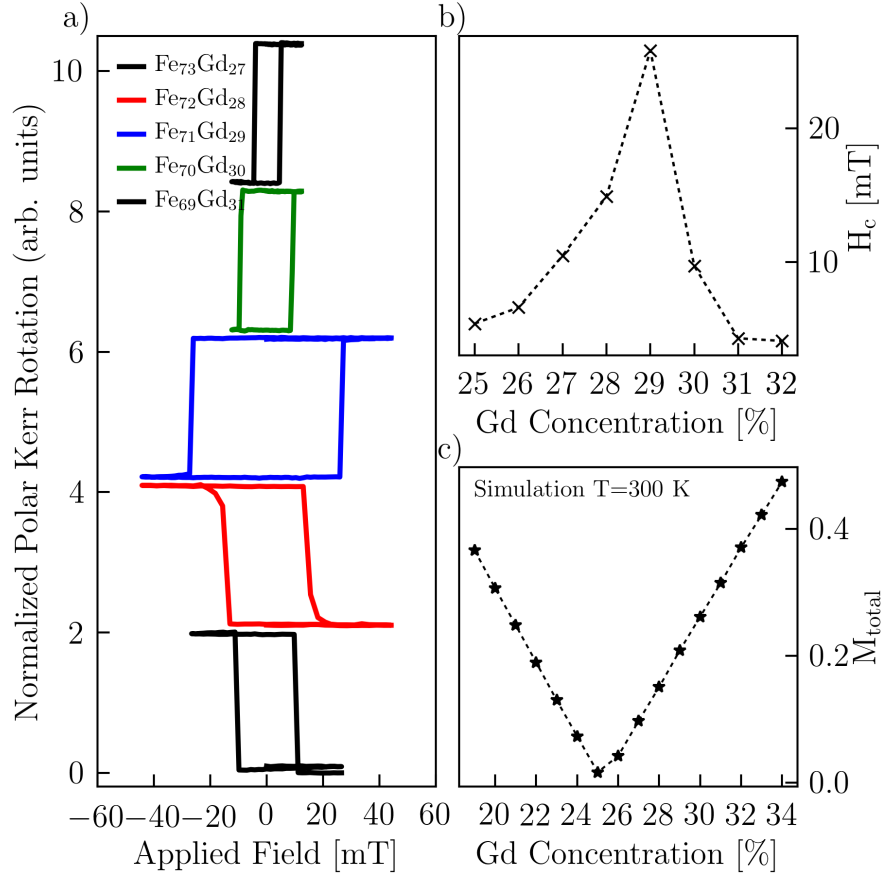 a)
Normalized Polar Kerr Rotation (arb. units)
10
8
6
4
2
0
Fe73Gd27
Fe72Gd28
Fe71Gd29
Fe70Gd30
Fe69Gd31
−60−40−20 0 20 40 60
Applied Field [mT]
b)
20
10
Hc [mT]
25 26 27 28 29 30 31 32
Gd Concentration [%]
c)
Simulation T=300 K
0.4
0.2
0.0
Mtotal
20 22 24 26 28 30 32 34
Gd Concentration [%]